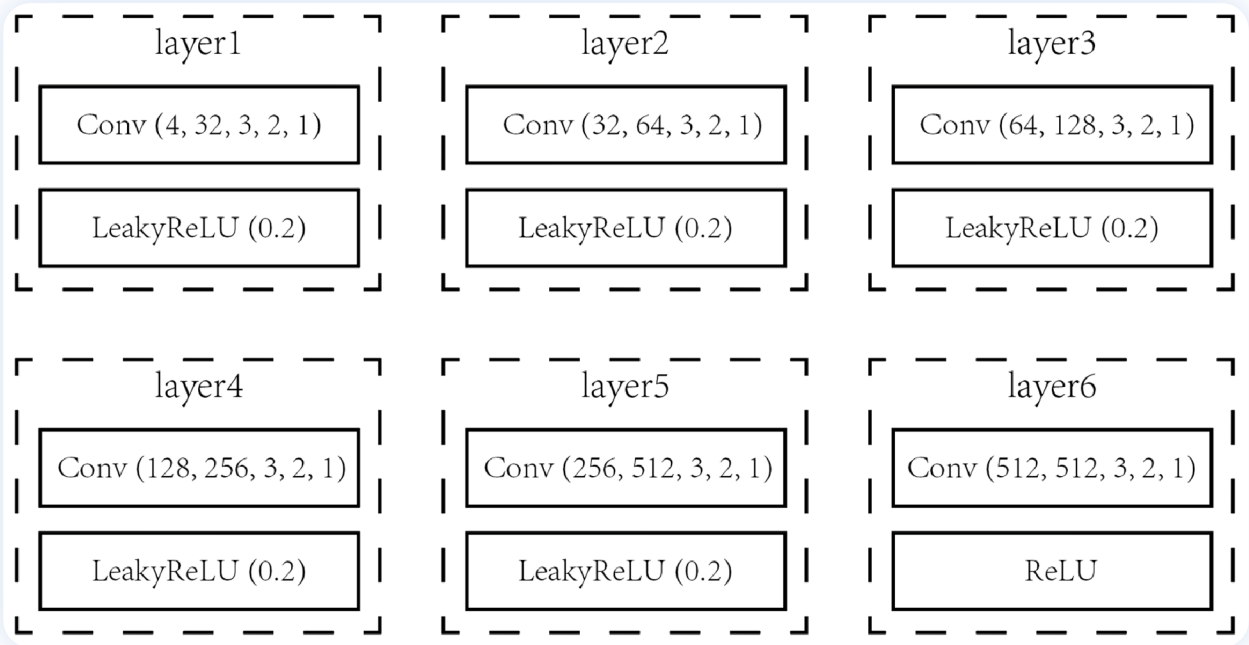 layer1
Conv (4, 32, 3, 2, 1)
LeakyReLU (0.2)
layer2
Conv (32, 64, 3, 2, 1)
LeakyReLU (0.2)
layer3
Conv (64, 128, 3, 2, 1)
LeakyReLU (0.2)
layer4
Conv (128, 256, 3, 2, 1)
LeakyReLU (0.2)
layer5
Conv (256, 512, 3, 2, 1)
LeakyReLU (0.2)
layer6
Conv (512, 512, 3, 2, 1)
ReLU